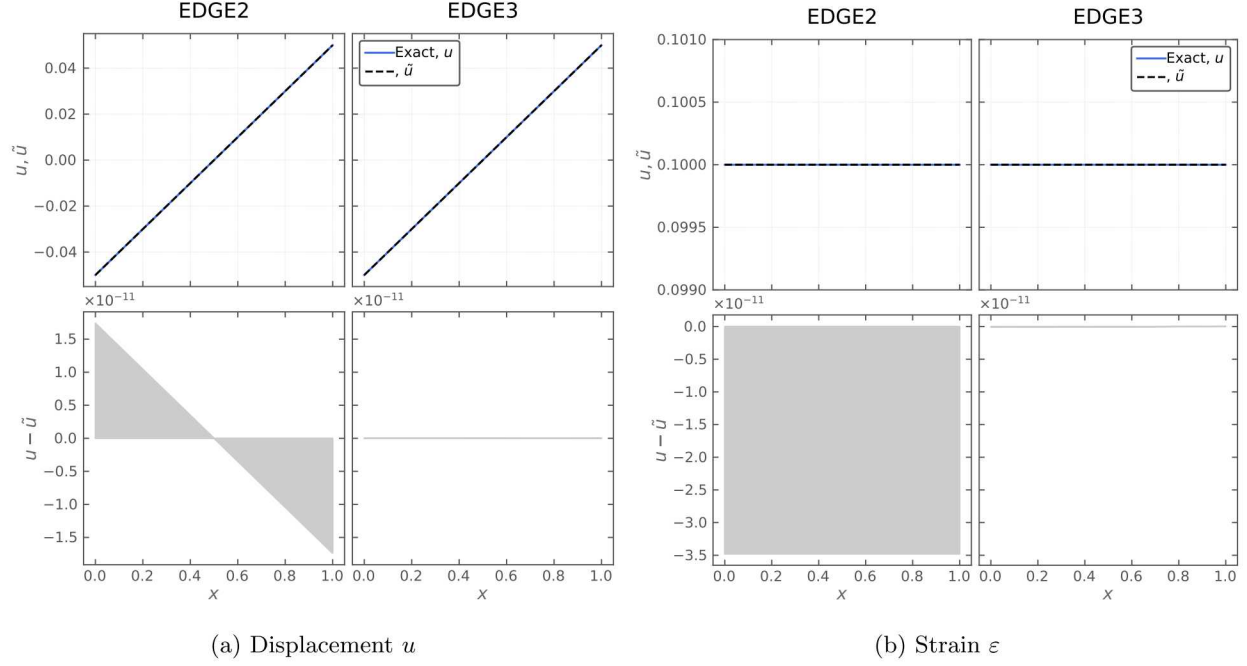 EDGE2
EDGE3
0.04
0.02
0.00
−0.02
−0.04
u, ũ
Exact, u
, ũ
×10⁻¹¹
×10⁻¹¹
1.5
1.0
0.5
0.0
−0.5
−1.0
−1.5
u − ũ
0.0 0.2 0.4 0.6 0.8 1.0
0.0 0.2 0.4 0.6 0.8 1.0
x
x
(a) Displacement u
EDGE2
EDGE3
0.1010
0.1005
0.1000
0.0995
0.0990
u, ũ
Exact, u
, ũ
×10⁻¹¹
×10⁻¹¹
0.0
−0.5
−1.0
−1.5
−2.0
−2.5
−3.0
−3.5
u − ũ
0.0 0.2 0.4 0.6 0.8 1.0
0.0 0.2 0.4 0.6 0.8 1.0
x
x
(b) Strain ε